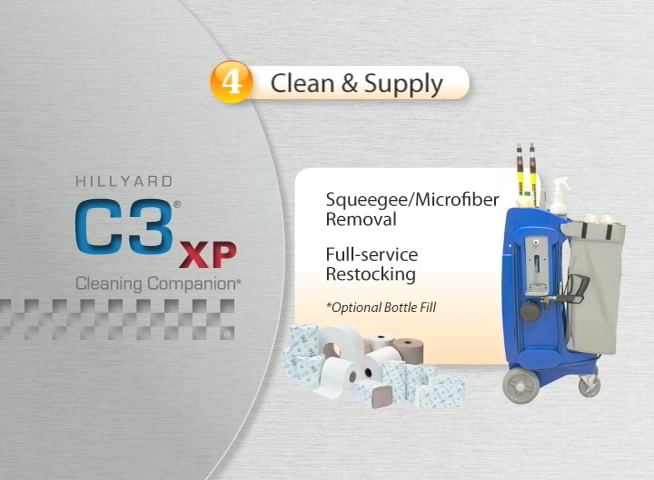 4 Clean & Supply
HILLYARD
C3® XP
Cleaning Companion®
Squeegee/Microfiber
Removal
Full-service
Restocking
*Optional Bottle Fill